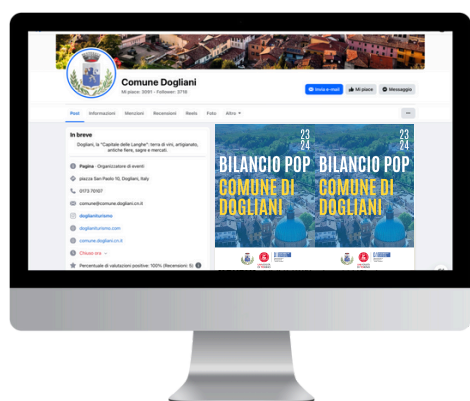 Comune Dogliani
Mi piace: 3591 • Follower: 3716
Invia e-mail
Mi piace
Messaggio
Post
Informazioni
Menzioni
Recensioni
Reels
Foto
Altro
In breve
Dogliani, la "Capitale delle Langhe": terra di vini, artigianato,
antiche fiere, sagre e mercati.
Pagina · Organizzatore di eventi
piazza San Paolo 10, Dogliani, Italy
0173 70107
comune@comune.dogliani.cn.it
doglianiturismo
doglianiturismo.com
comune.dogliani.cn.it
Chiuso ora
Percentuale di valutazioni positive: 100% (Recensioni: 5)
23
24
BILANCIO POP
COMUNE DI
DOGLIANI
23
24
BILANCIO POP
COMUNE DI
DOGLIANI